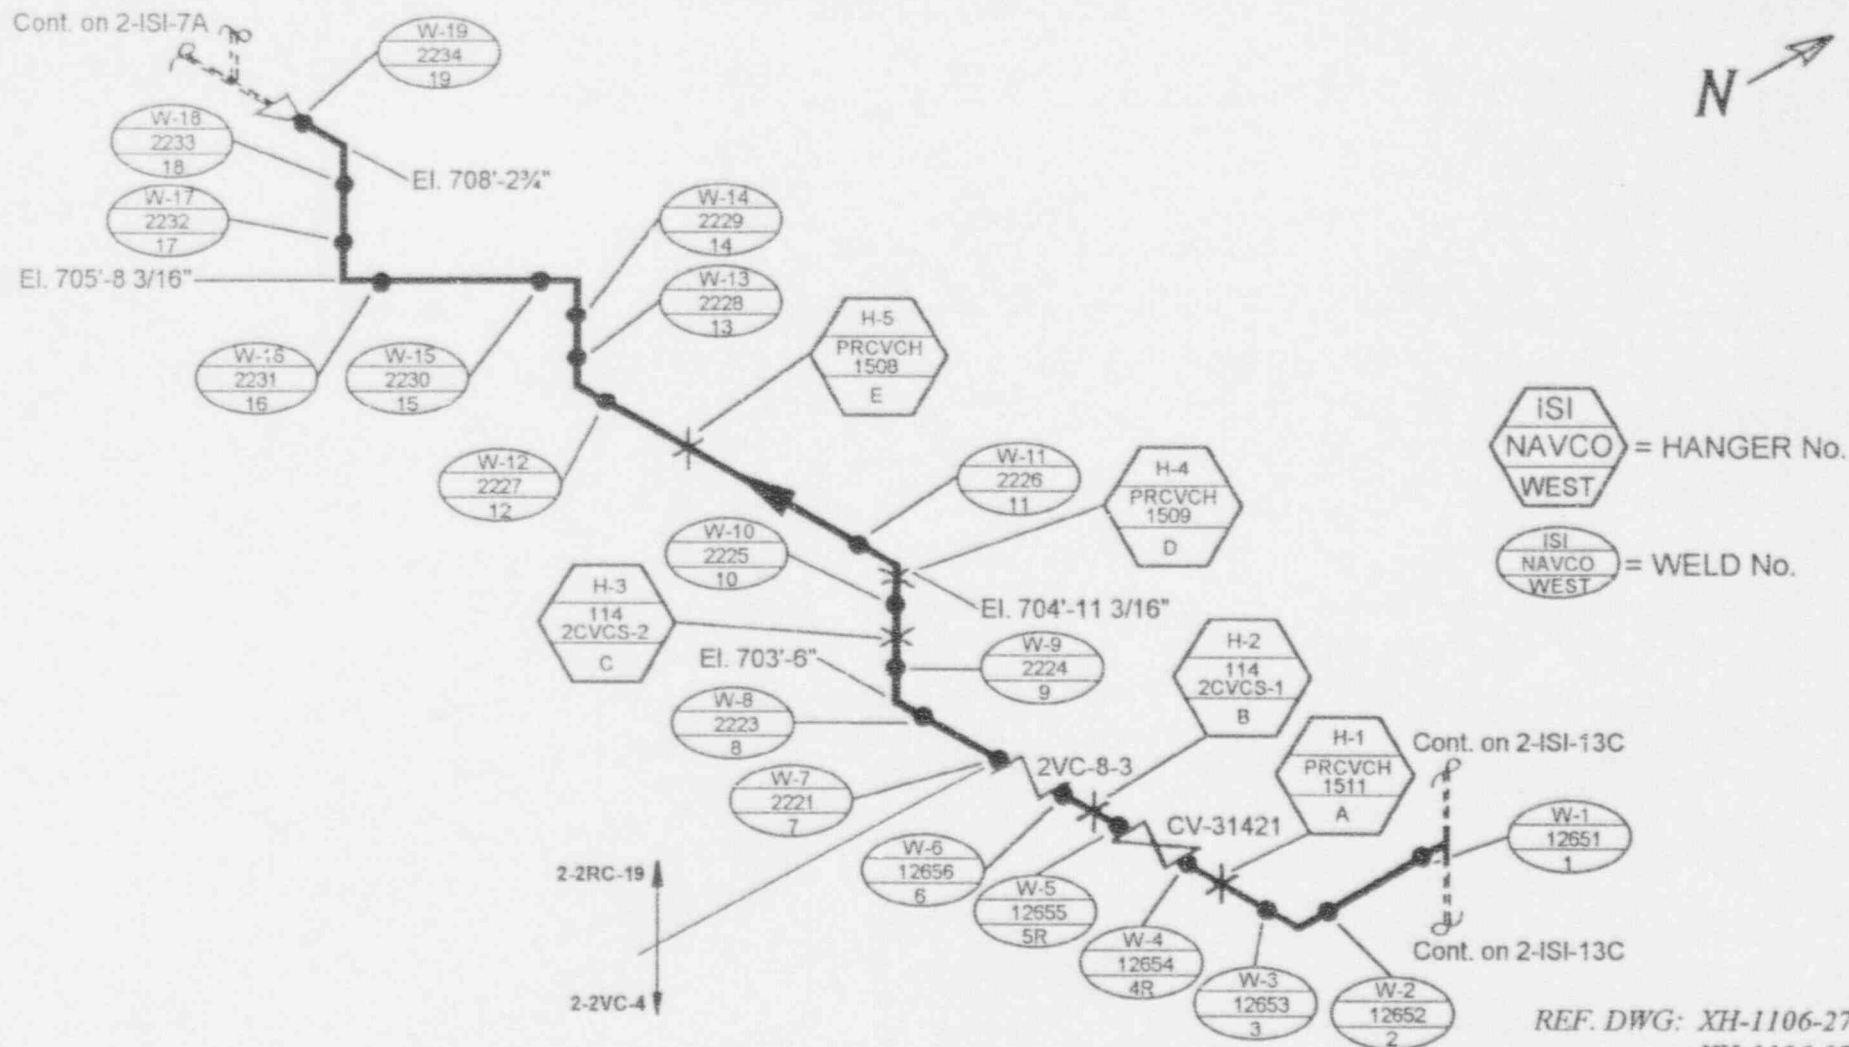 Cont. on 2-ISI-7A
W-19
2234
19
N
W-18
2233
18
El. 708'-2¾"
W-17
2232
17
W-14
2229
14
El. 705'-8 3/16"
W-13
2228
13
H-5
PRCVCH
1508
E
W-16
2231
16
W-15
2230
15
ISI
NAVCO
WEST
= HANGER No.
W-12
2227
12
W-11
2226
11
H-4
PRCVCH
1509
D
ISI
NAVCO
WEST
= WELD No.
W-10
2225
10
H-3
114
2CVCS-2
C
El. 704'-11 3/16"
El. 703'-6"
W-9
2224
9
H-2
114
2CVCS-1
B
W-8
2223
8
H-1
PRCVCH
1511
A
Cont. on 2-ISI-13C
2VC-8-3
W-7
2221
7
CV-31421
W-1
12651
1
W-6
12656
6
2-2RC-19
W-5
12655
5R
W-4
12654
4R
Cont. on 2-ISI-13C
2-2VC-4
W-3
12653
3
W-2
12652
2
REF. DWG: XH-1106-27